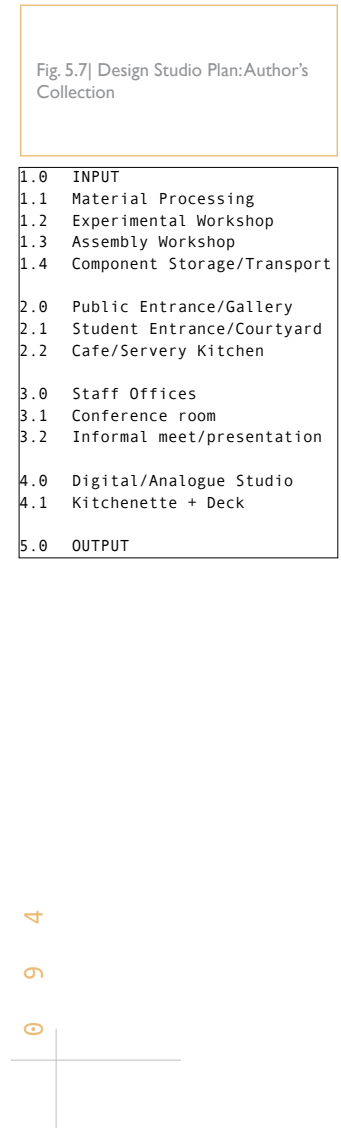 Fig. 5.7| Design Studio Plan:Author's
Collection
1.0 INPUT
1.1 Material Processing
1.2 Experimental Workshop
1.3 Assembly Workshop
1.4 Component Storage/Transport
2.0 Public Entrance/Gallery
2.1 Student Entrance/Courtyard
2.2 Cafe/Servery Kitchen
3.0 Staff Offices
3.1 Conference room
3.2 Informal meet/presentation
4.0 Digital/Analogue Studio
4.1 Kitchenette + Deck
5.0 OUTPUT
0 9 4